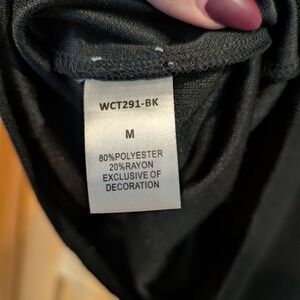 WCT291-BK
M
80%POLYESTER
20%RAYON
EXCLUSIVE OF
DECORATION